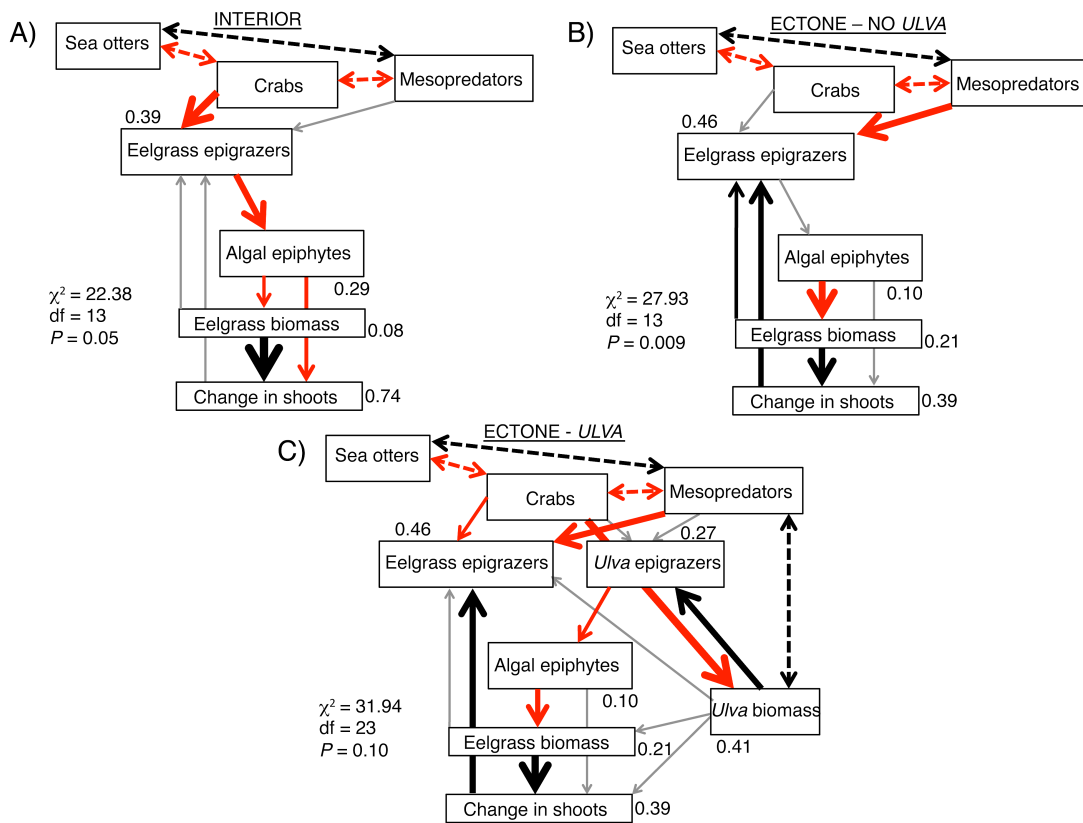 A)
INTERIOR
Sea otters
Mesopredators
Crabs
0.39
Eelgrass epigrazers
Algal epiphytes
0.29
χ² = 22.38
df = 13
P = 0.05
Eelgrass biomass
0.08
Change in shoots
0.74
B)
ECTONE – NO ULVA
Sea otters
Mesopredators
Crabs
0.46
Eelgrass epigrazers
Algal epiphytes
0.10
χ² = 27.93
df = 13
P = 0.009
Eelgrass biomass
0.21
Change in shoots
0.39
C)
ECTONE - ULVA
Sea otters
Mesopredators
Crabs
0.46
0.27
Eelgrass epigrazers
Ulva epigrazers
Algal epiphytes
0.10
Ulva biomass
0.41
χ² = 31.94
df = 23
P = 0.10
Eelgrass biomass
0.21
Change in shoots
0.39